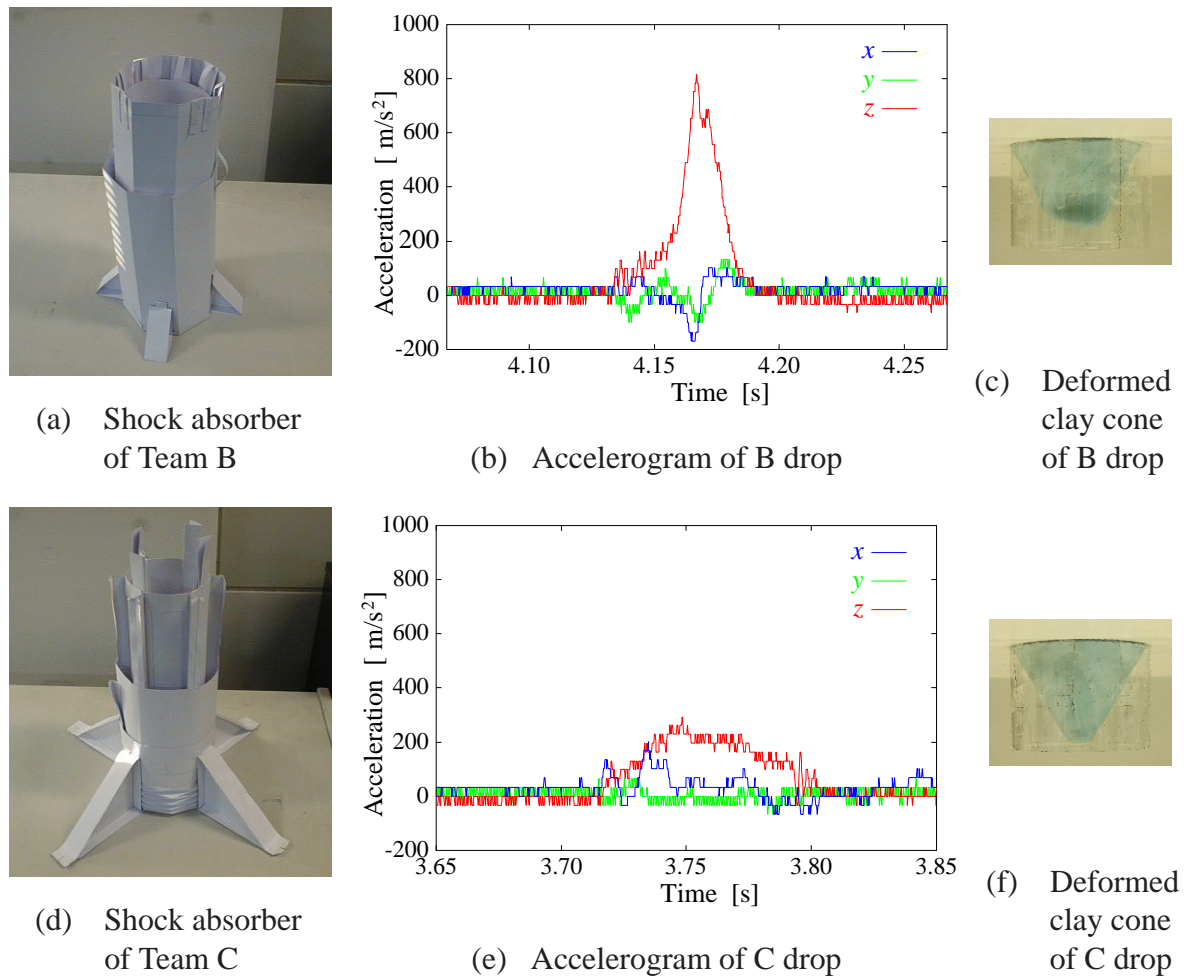 1000
800
600
400
200
0
-200
Acceleration [ m/s²]
x
y
z
4.10 4.15 4.20 4.25
Time [s]
(a) Shock absorber
of Team B
(b) Accelerogram of B drop
(c) Deformed
clay cone
of B drop
1000
800
600
400
200
0
-200
Acceleration [ m/s²]
x
y
z
3.65 3.70 3.75 3.80 3.85
Time [s]
(d) Shock absorber
of Team C
(e) Accelerogram of C drop
(f) Deformed
clay cone
of C drop